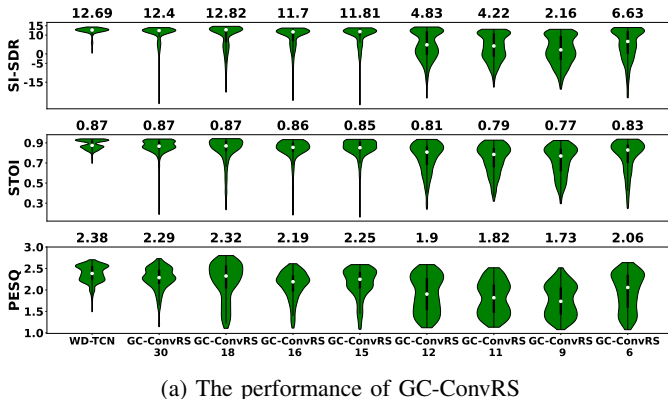 12.69 12.4 12.82 11.7 11.81 4.83 4.22 2.16 6.63
SI-SDR
15
10
0
-15
0.87 0.87 0.87 0.86 0.85 0.81 0.79 0.77 0.83
STOI
0.9
0.7
0.5
0.3
2.38 2.29 2.32 2.19 2.25 1.9 1.82 1.73 2.06
PESQ
3.0
2.5
2.0
1.5
1.0
WD-TCN GC-ConvRS GC-ConvRS GC-ConvRS GC-ConvRS GC-ConvRS GC-ConvRS GC-ConvRS GC-ConvRS
30 18 16 15 12 11 9 6
(a) The performance of GC-ConvRS